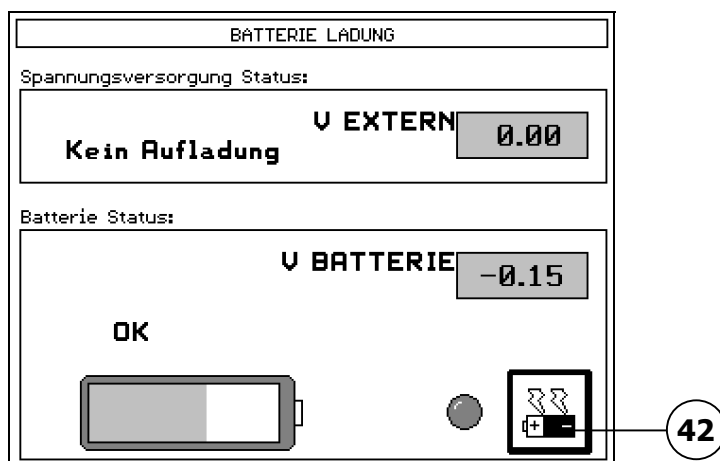 BATTERIE LADUNG
Spannungsversorgung Status:
V EXTERN 0.00
Kein Aufladung
Batterie Status:
V BATTERIE -0.15
OK
+ -
42